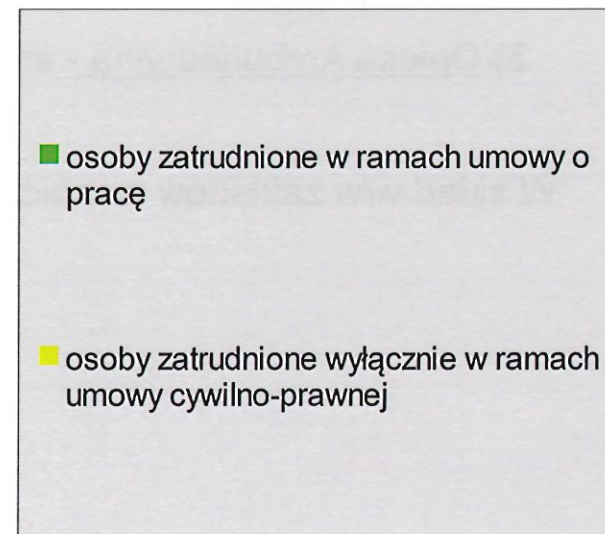 osoby zatrudnione w ramach umowy o
pracę
osoby zatrudnione wyłącznie w ramach
umowy cywilno-prawnej